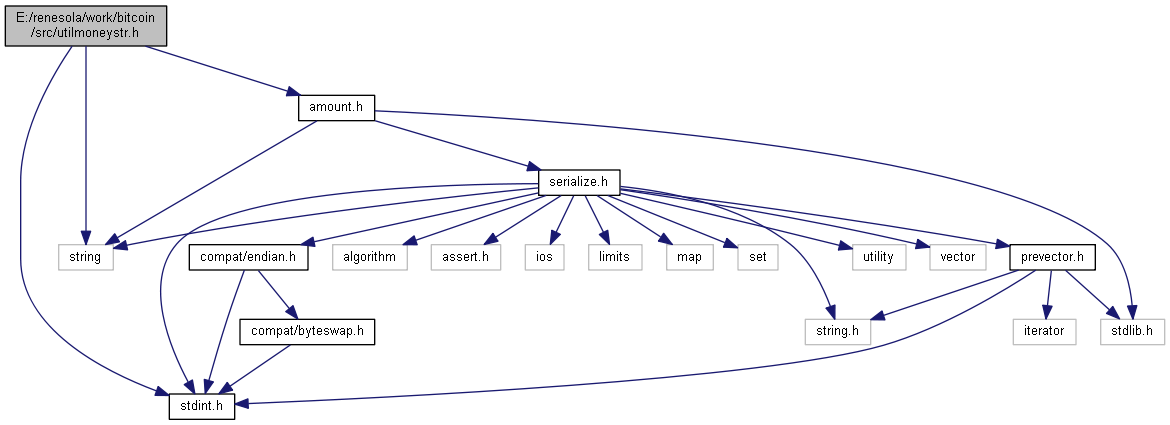 E:/renesola/work/bitcoin
/src/utilmoneystr.h
amount.h
serialize.h
string
compat/endian.h
algorithm
assert.h
ios
limits
map
set
utility
vector
prevector.h
compat/byteswap.h
string.h
iterator
stdlib.h
stdint.h